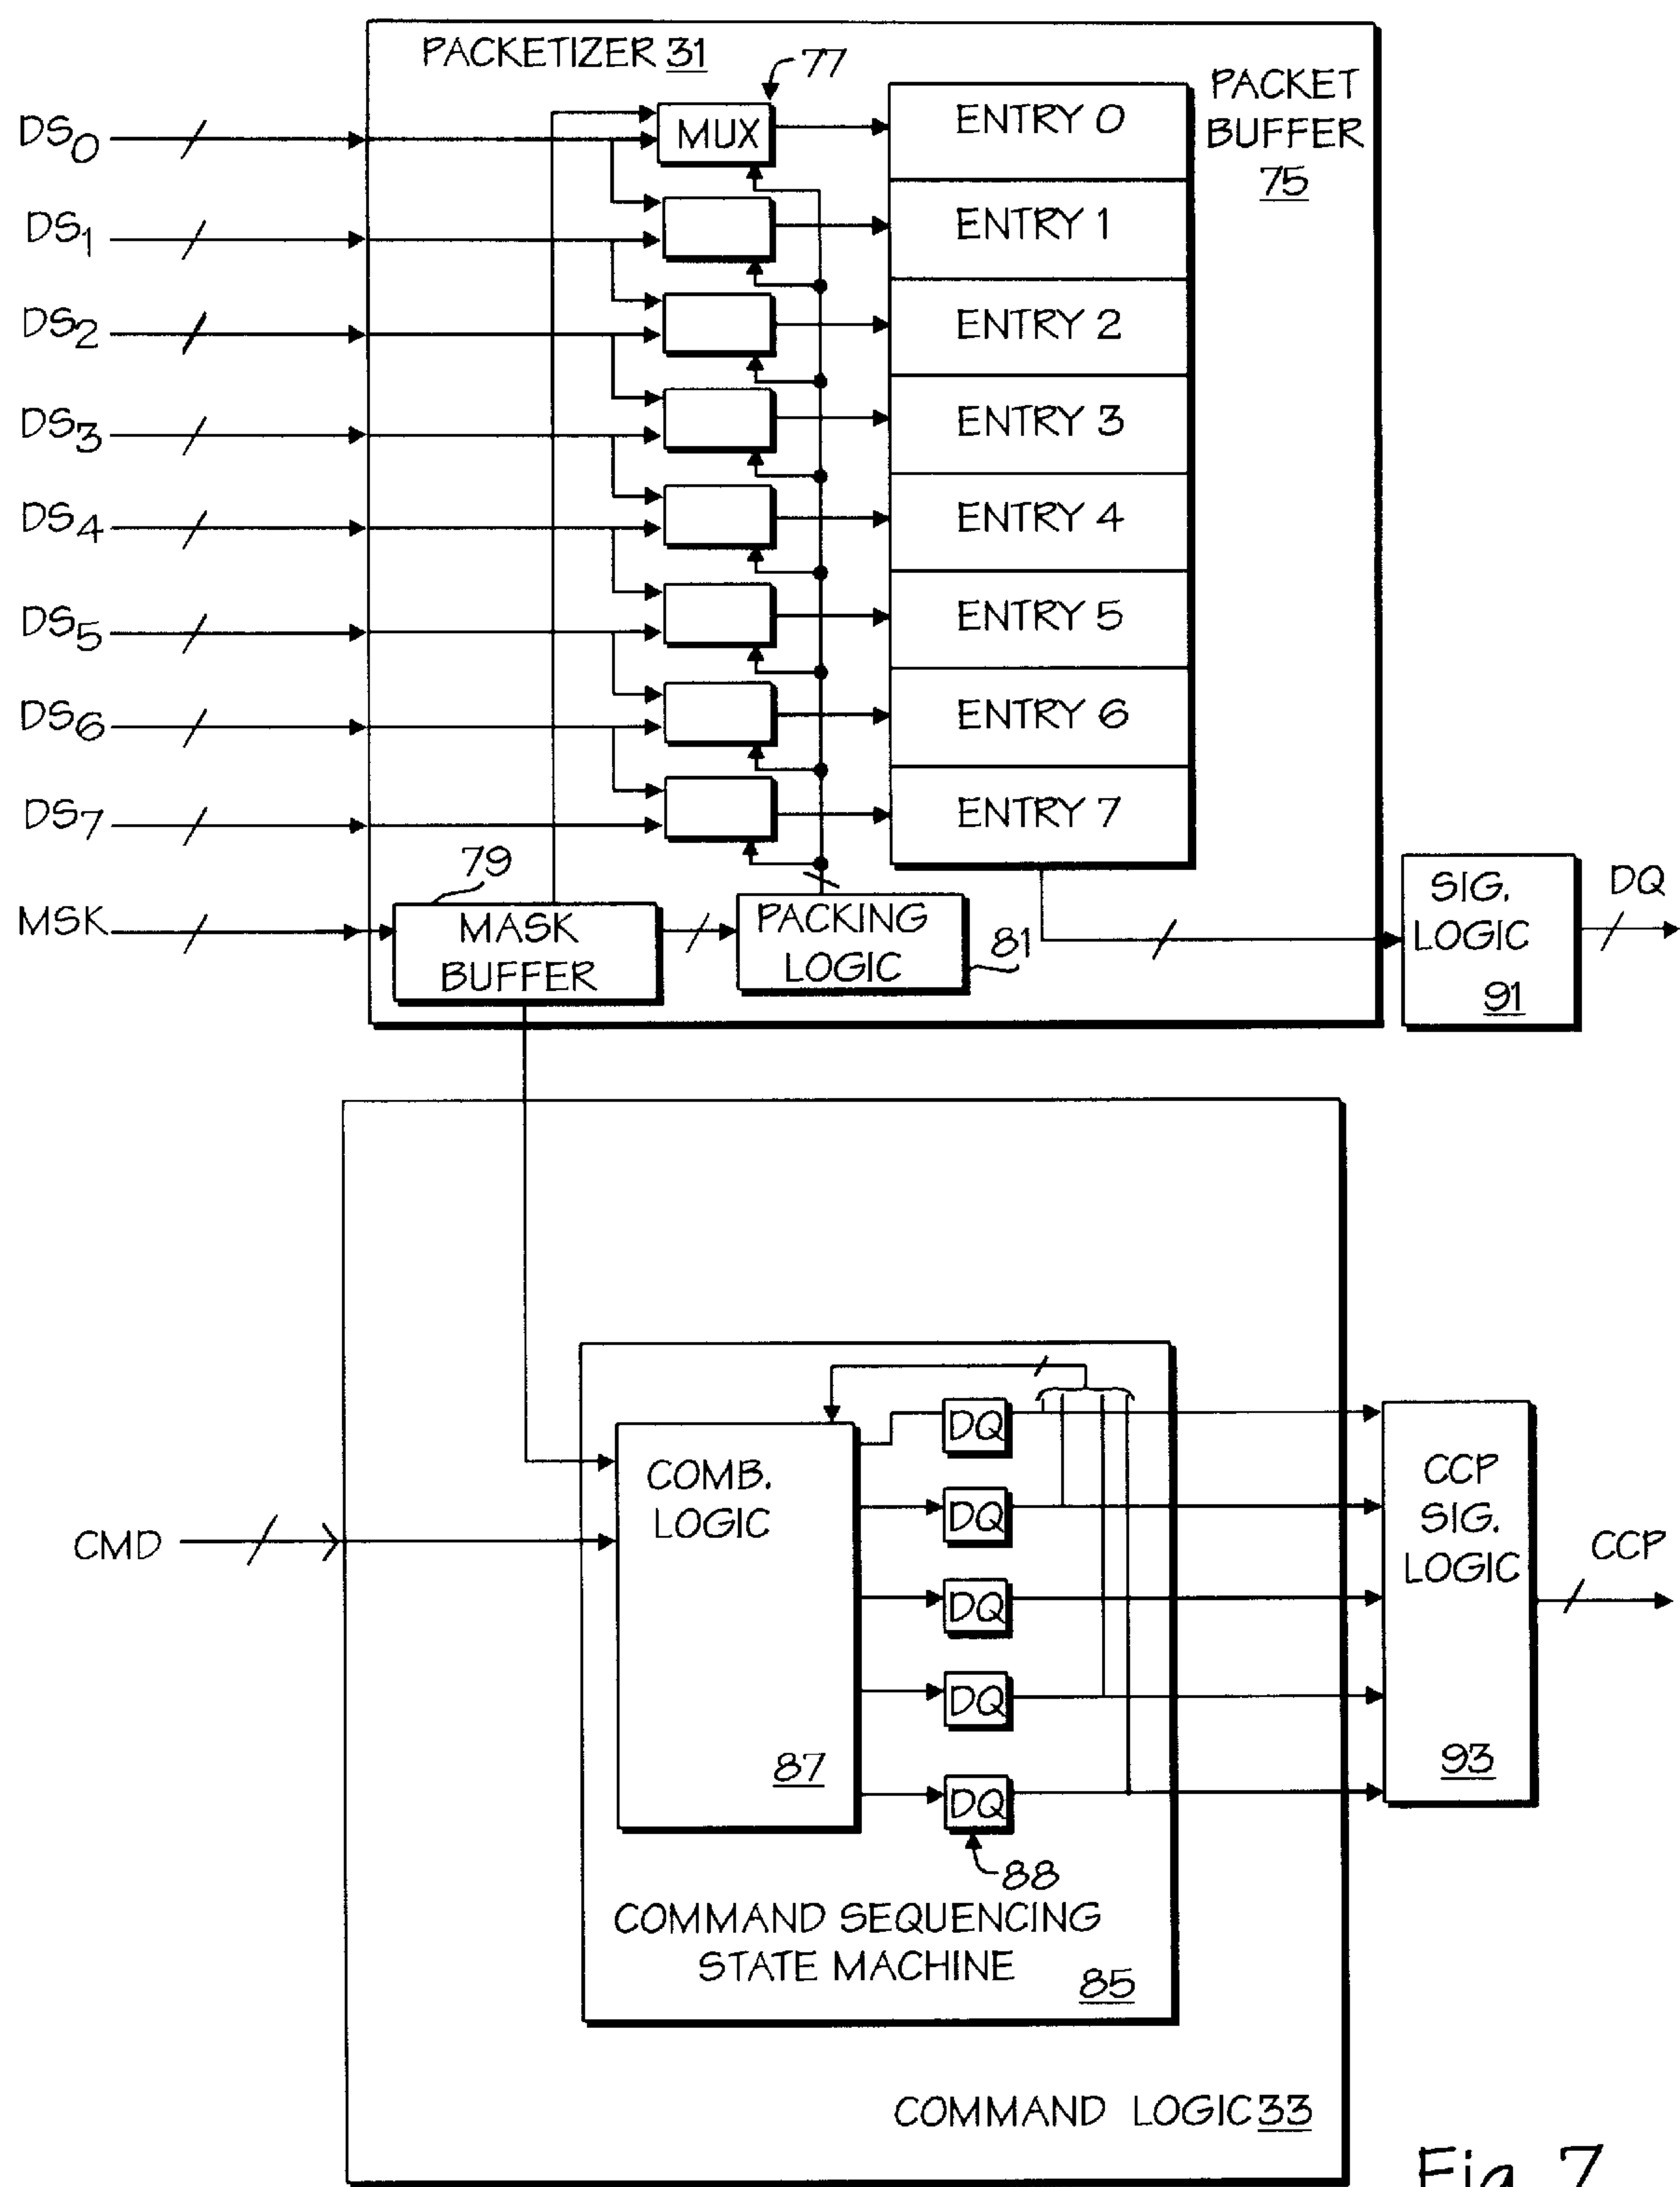 PACKETIZER 31
77
PACKET
BUFFER
75
DS0
MUX
ENTRY 0
DS1
ENTRY 1
DS2
ENTRY 2
DS3
ENTRY 3
DS4
ENTRY 4
DS5
ENTRY 5
DS6
ENTRY 6
DS7
ENTRY 7
79
MSK
MASK
BUFFER
PACKING
LOGIC
81
SIG.
LOGIC
91
DQ
CMD
COMB.
LOGIC
87
DQ
DQ
DQ
DQ
DQ
88
CCP
SIG.
LOGIC
93
CCP
COMMAND SEQUENCING
STATE MACHINE
85
COMMAND LOGIC 33
Fig. 7